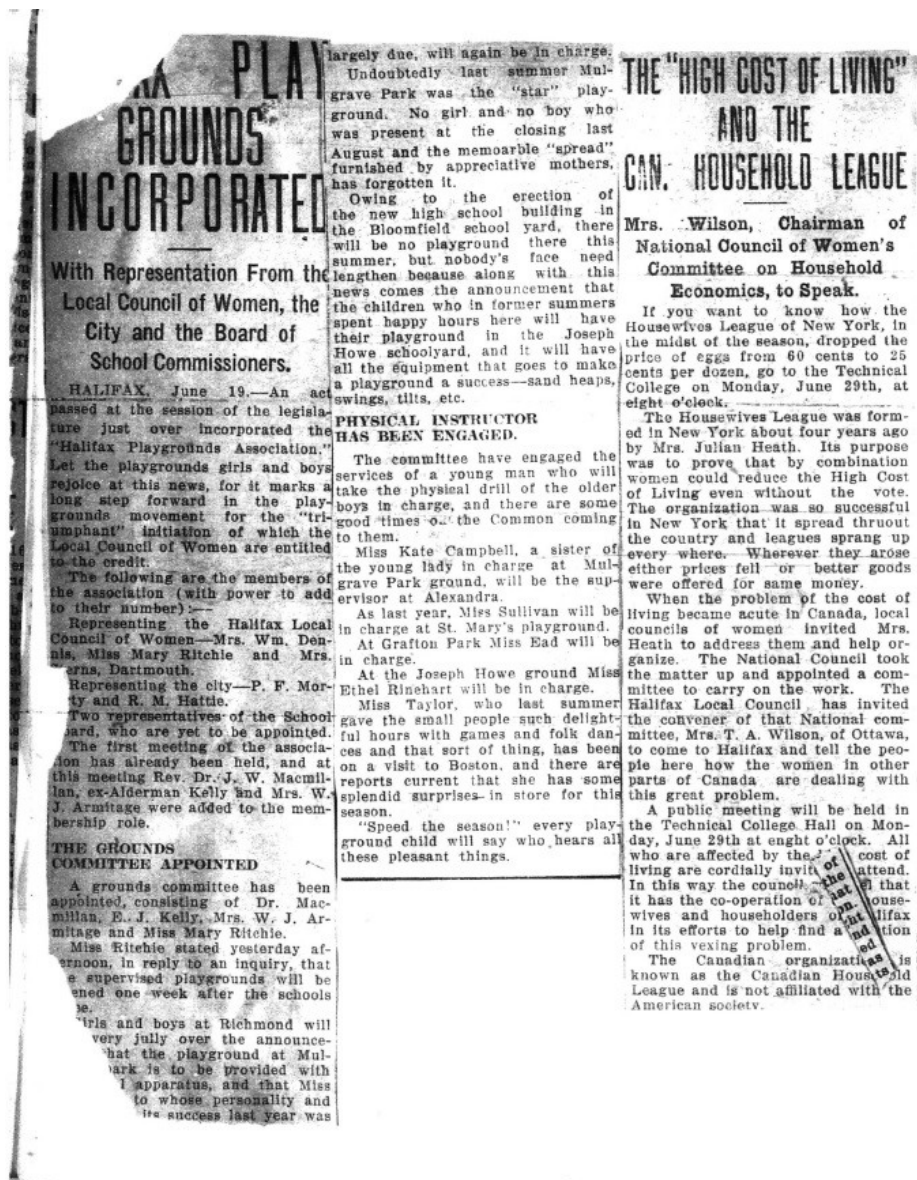 PLAY
GROUNDS
INCORPORATED
With Representation From the
Local Council of Women, the
City and the Board of
School Commissioners.
HALIFAX, June 19.—An act
passed at the session of the legisla-
ture just over incorporated the
"Halifax Playgrounds Association."
Let the playgrounds girls and boys
rejoice at this news, for it marks a
long step forward in the play-
grounds movement for the "tri-
umphant" initiation of which the
Local Council of Women are entitled
to the credit.
The following are the members of
the association (with power to add
to their number):—
Representing the Halifax Local
Council of Women—Mrs. Wm. Den-
nis, Miss Mary Ritchie and Mrs.
erns, Dartmouth.
Representing the city—P. F. Mor-
ty and R. M. Hattie.
Two representatives of the School
oard, who are yet to be appointed.
The first meeting of the associa-
ion has already been held, and at
this meeting Rev. Dr. J. W. Macmil-
lan, ex-Alderman Kelly and Mrs. W.
J. Armitage were added to the mem-
bership role.
THE GROUNDS
COMMITTEE APPOINTED
A grounds committee has been
appointed, consisting of Dr. Mac-
millan, E. J. Kelly, Mrs. W. J. Ar-
mitage and Miss Mary Ritchie.
Miss Ritchie stated yesterday af-
ernoon, in reply to an inquiry, that
e supervised playgrounds will be
ened one week after the schools
irls and boys at Richmond will
very jully over the announce-
hat the playground at Mul-
ark is to be provided with
l apparatus, and that Miss
to whose personality and
its success last year was
largely due, will again be in charge.
Undoubtedly last summer Mul-
grave Park was the "star" play-
ground. No girl and no boy who
was present at the closing last
August and the memoarble "spread"
furnished by appreciative mothers,
has forgotten it.
Owing to the erection of
the new high school building in
the Bloomfield school yard, there
will be no playground there this
summer, but nobody's face need
lengthen because along with this
news comes the announcement that
the children who in former summers
spent happy hours here will have
their playground in the Joseph
Howe schoolyard, and it will have
all the equipment that goes to make
a playground a success—sand heaps,
swings, tilts, etc.
PHYSICAL INSTRUCTOR
HAS BEEN ENGAGED.
The committee have engaged the
services of a young man who will
take the physical drill of the older
boys in charge, and there are some
good times o.. the Common coming
to them.
Miss Kate Campbell, a sister of
the young lady in charge at Mul-
grave Park ground, will be the sup-
ervisor at Alexandra.
As last year, Miss Sullivan will be
in charge at St. Mary's playground.
At Grafton Park Miss Ead will be
in charge.
At the Joseph Howe ground Miss
Ethel Rinehart will be in charge.
Miss Taylor, who last summer
gave the small people such delight-
ful hours with games and folk dan-
ces and that sort of thing, has been
on a visit to Boston, and there are
reports current that she has some
splendid surprises in store for this
season.
"Speed the season!" every play-
ground child will say who hears all
these pleasant things.
THE "HIGH COST OF LIVING"
AND THE
CAN. HOUSEHOLD LEAGUE
Mrs. Wilson, Chairman of
National Council of Women's
Committee on Household
Economics, to Speak.
If you want to know how the
Housewives League of New York, in
the midst of the season, dropped the
price of eggs from 60 cents to 25
cents per dozen, go to the Technical
College on Monday, June 29th, at
eight o'clock.
The Housewives League was form-
ed in New York about four years ago
by Mrs. Julian Heath. Its purpose
was to prove that by combination
women could reduce the High Cost
of Living even without the vote.
The organization was so successful
in New York that it spread thruout
the country and leagues sprang up
every where. Wherever they arose
either prices fell or better goods
were offered for same money.
When the problem of the cost of
living became acute in Canada, local
councils of women invited Mrs.
Heath to address them and help or-
ganize. The National Council took
the matter up and appointed a com-
mittee to carry on the work. The
Halifax Local Council has invited
the convener of that National com-
mittee, Mrs. T. A. Wilson, of Ottawa,
to come to Halifax and tell the peo-
ple here how the women in other
parts of Canada are dealing with
this great problem.
A public meeting will be held in
the Technical College Hall on Mon-
day, June 29th at enght o'clock. All
who are affected by the cost of
living are cordially invit attend.
In this way the council that
it has the co-operation of ouse-
wives and householders of lifax
in its efforts to help find a tion
of this vexing problem.
The Canadian organizati is
known as the Canadian Hous old
League and is not affiliated with the
American society.